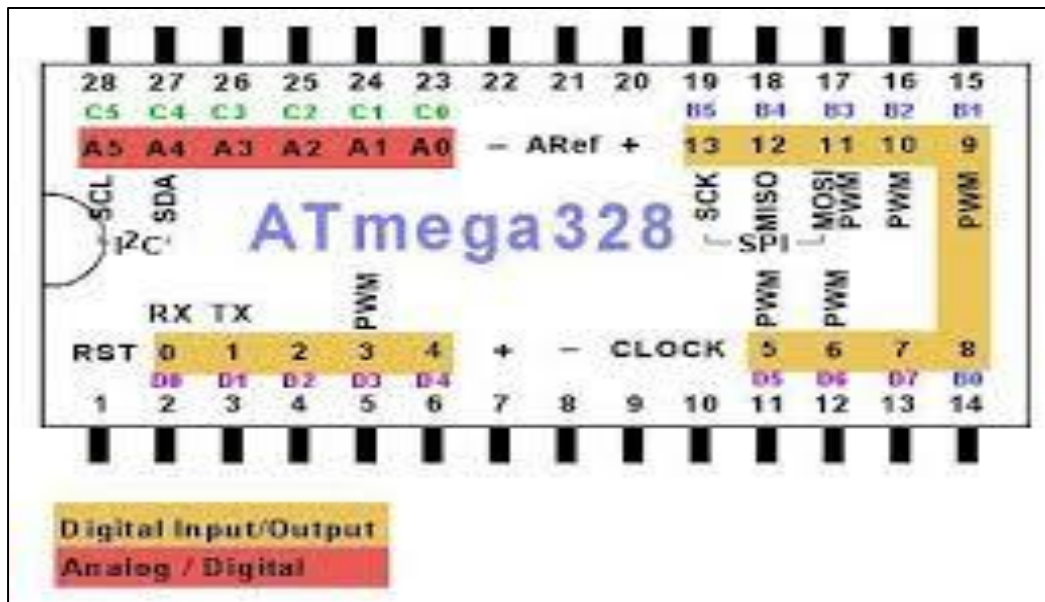 28 27 26 25 24 23 22 21 20 19 18 17 16 15
C5 C4 C3 C2 C1 C0 B5 B4 B3 B2 B1
A5 A4 A3 A2 A1 A0 - ARef + 13 12 11 10 9
SCL SDA SCK MISO MOSI PWM PWM PWM
ATmega328
I²C SPI
PWM PWM PWM
RX TX
RST 0 1 2 3 4 + - CLOCK 5 6 7 8
D0 D1 D2 D3 D4 D5 D6 D7 B0
1 2 3 4 5 6 7 8 9 10 11 12 13 14
Digital Input/Output
Analog / Digital